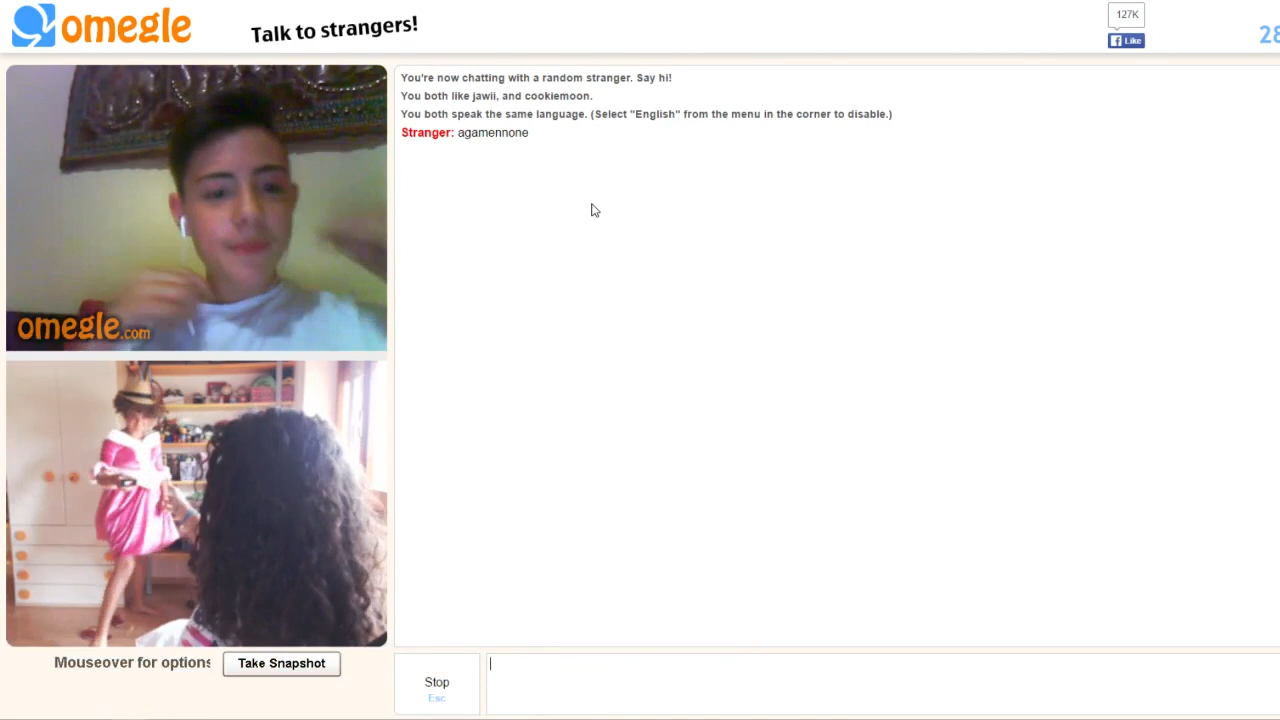 omegle
Talk to strangers!
127K
Like
28
You're now chatting with a random stranger. Say hi!
You both like jawii, and cookiemoon.
You both speak the same language. (Select "English" from the menu in the corner to disable.)
Stranger: agamennone
omegle.com
Mouseover for options
Take Snapshot
Stop
Esc